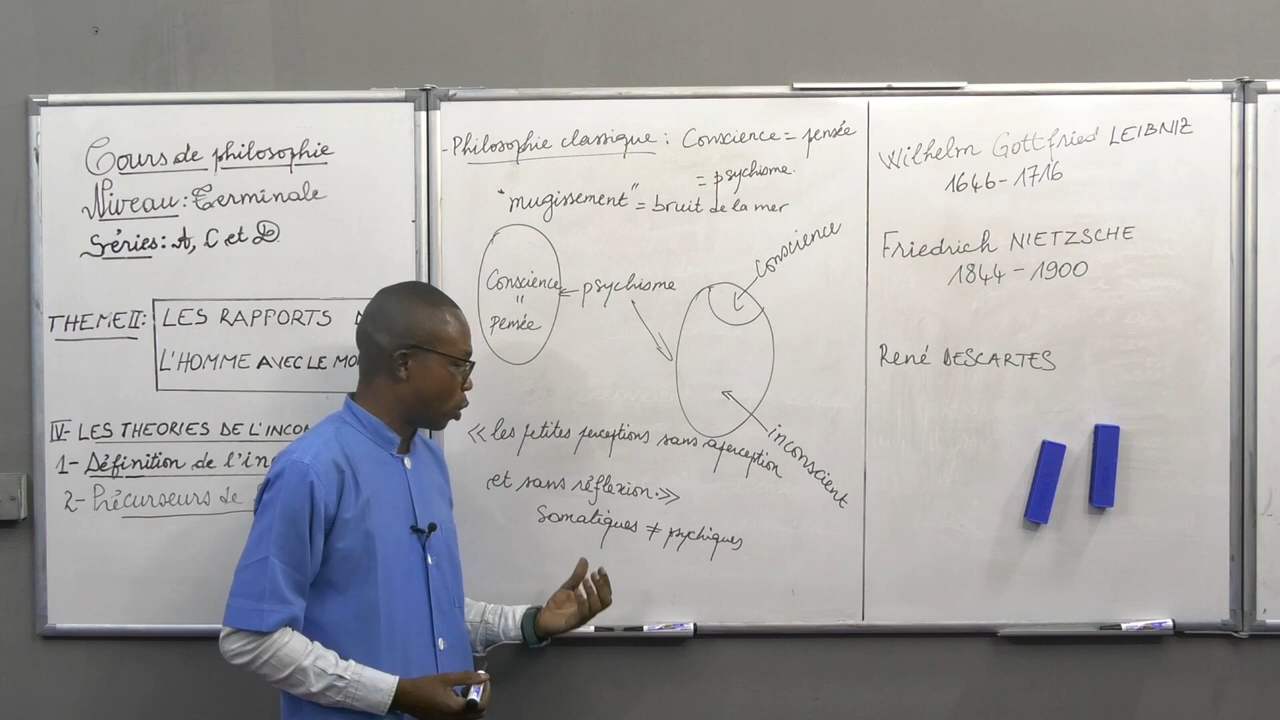 Cours de philosophie
Niveau : Terminale
Séries : A, C et D
THEME II : LES RAPPORTS
L'HOMME AVEC LE
IV- LES THEORIES DE
1- Définition de
2- Précurseurs de
- Philosophie classique : Conscience = pensée
= psychisme.
"mugissement" = bruit de la mer
Conscience
"
pensée
psychisme
conscience
inconscient
<< les petites perceptions sans aperception
et sans réflexion. >>
Somatiques ≠ psychiques
Wilhelm Gottfried LEIBNIZ
1646 - 1716
Friedrich NIETZSCHE
1844 - 1900
René DESCARTES